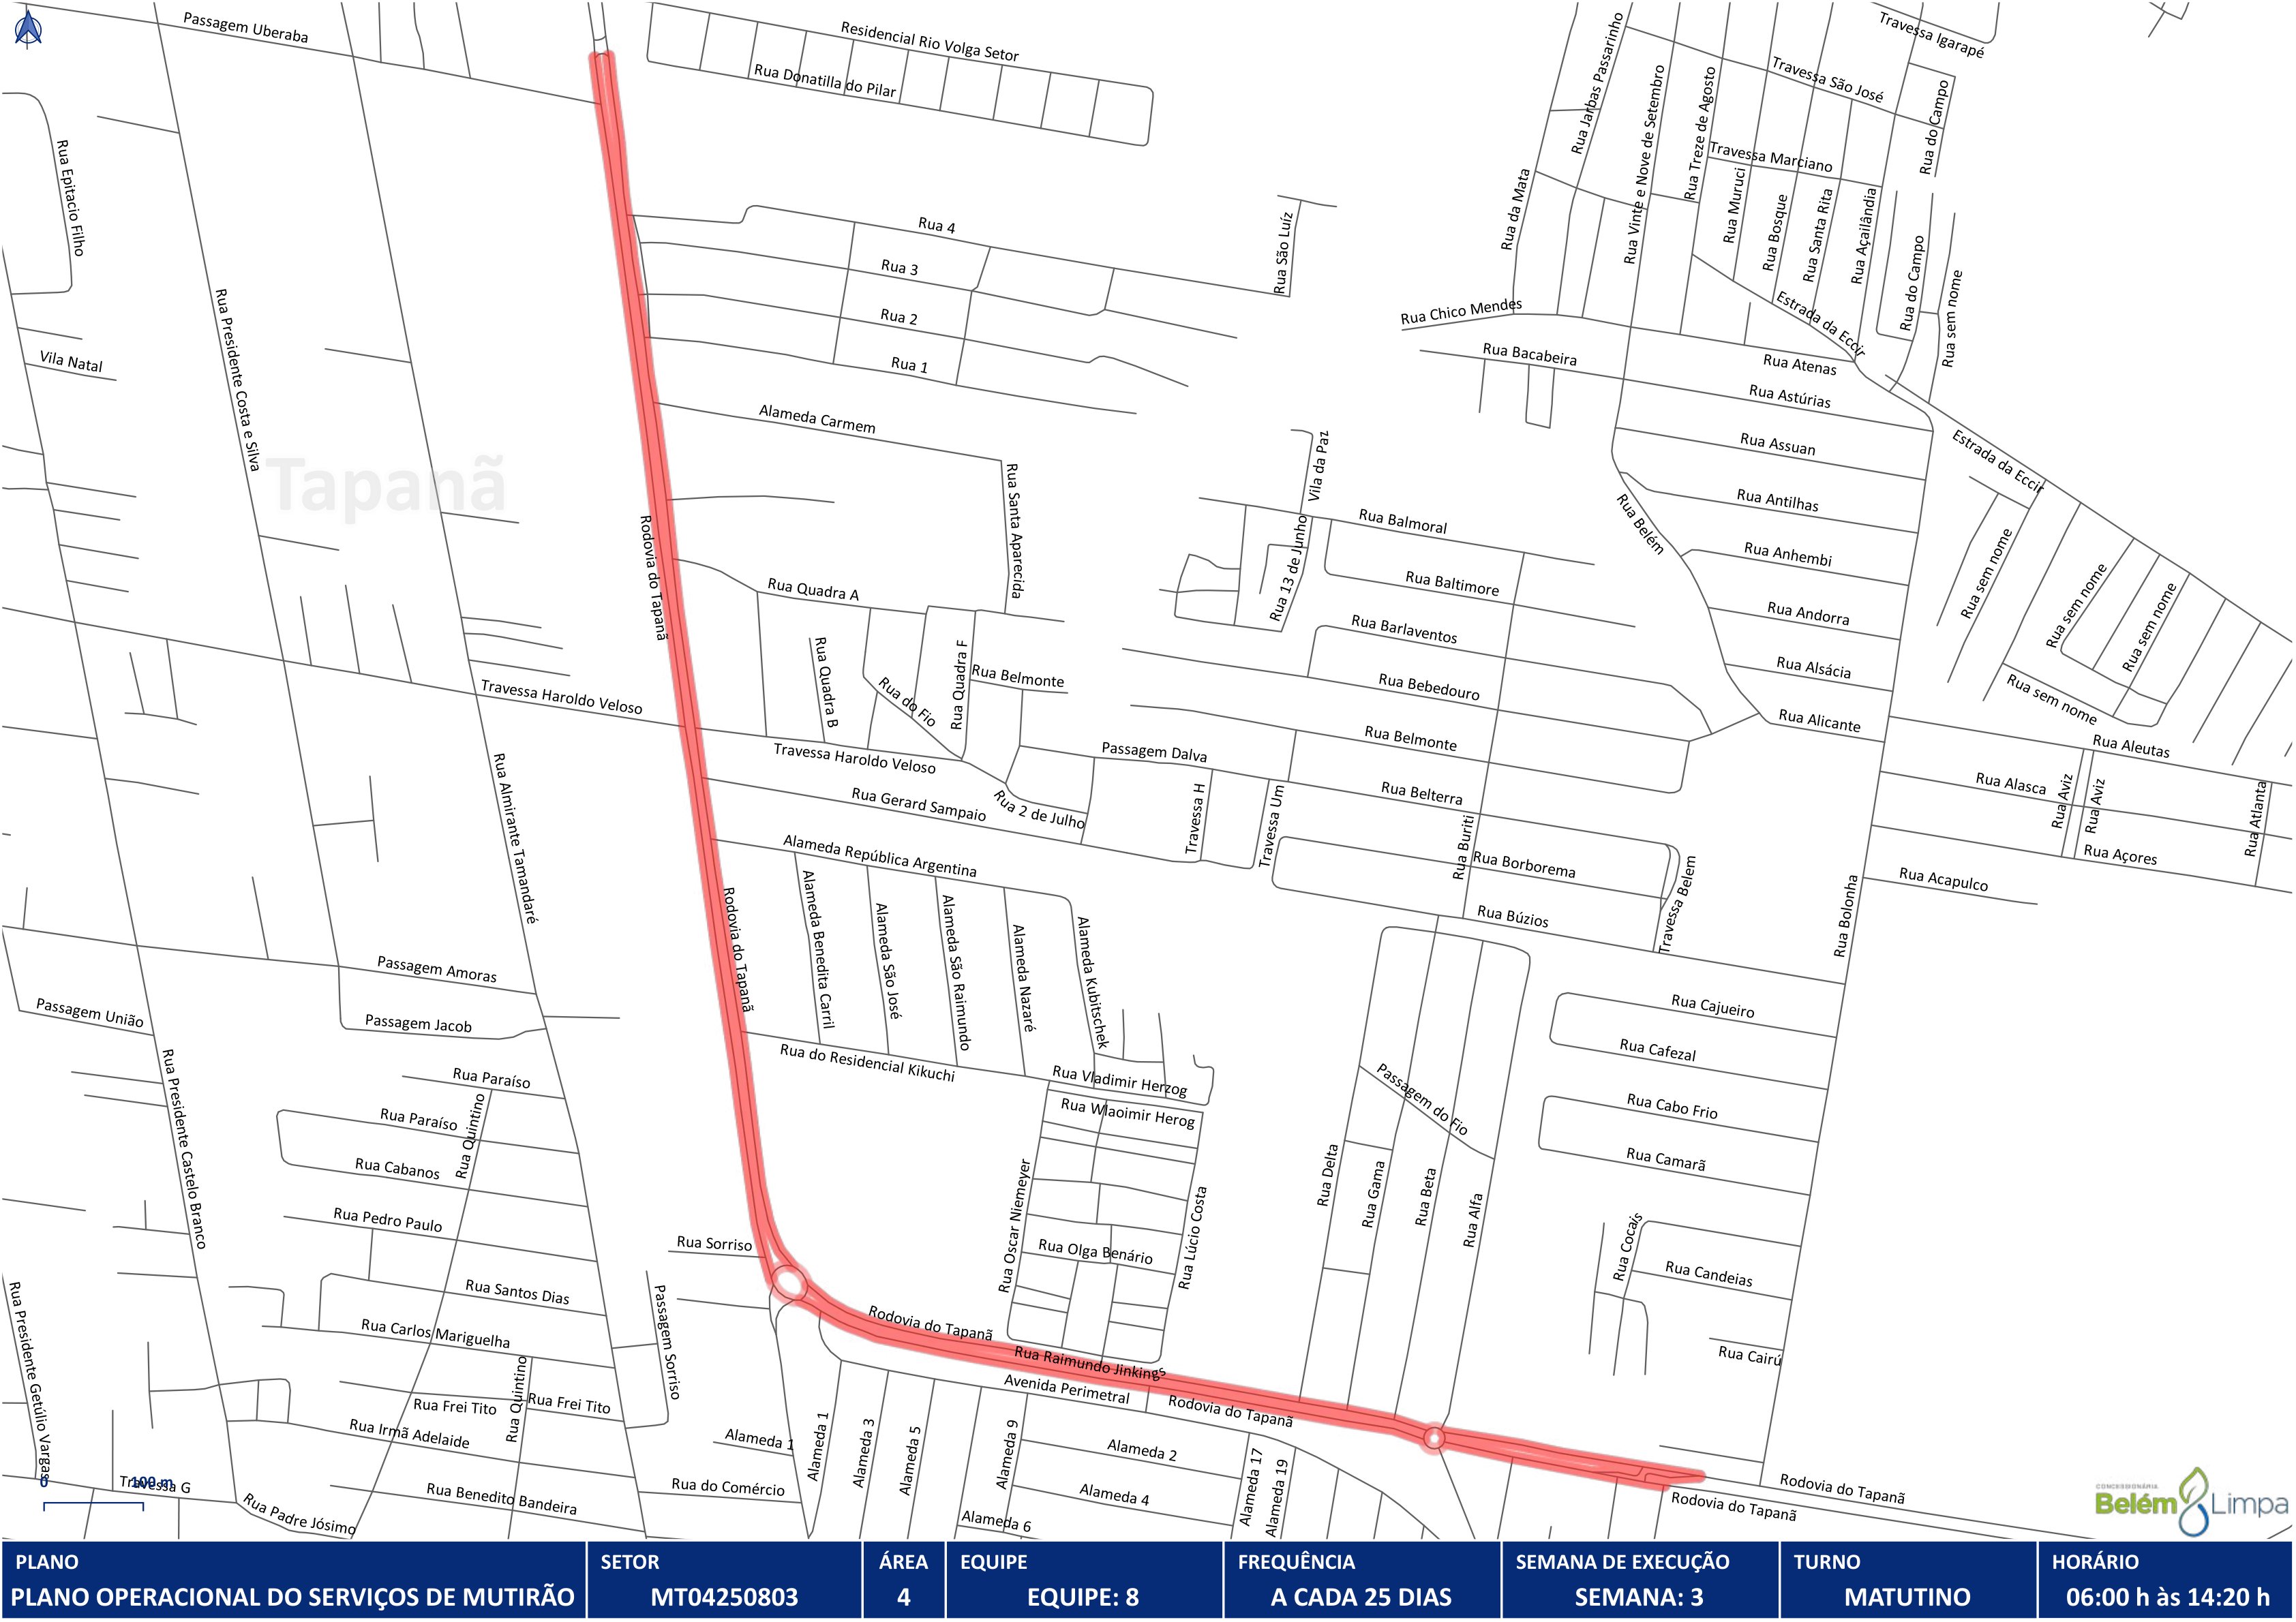 Passagem Uberaba
Residencial Rio Volga Setor
Rua Donatilla do Pilar
Travessa Igarapé
Travessa São José
Rua Jarbas Passarinho
Rua Vinte e Nove de Setembro
Rua Treze de Agosto
Rua do Campo
Travessa Marciano
Rua Epitacio Filho
Rua da Mata
Rua Muruci
Rua Bosque
Rua Santa Rita
Rua Açailândia
Rua do Campo
Rua sem nome
Rua 4
Rua São Luíz
Rua 3
Rua 2
Rua 1
Rua Chico Mendes
Estrada da Eccir
Rua Presidente Costa e Silva
Vila Natal
Rua Bacabeira
Rua Atenas
Rua Astúrias
Alameda Carmem
Rua Assuan
Estrada da Eccir
Tapanã
Vila da Paz
Rua Santa Aparecida
Rua Antilhas
Rua Balmoral
Rua Belém
Rodovia do Tapanã
Rua 13 de Junho
Rua Anhembi
Rua sem nome
Rua sem nome
Rua sem nome
Rua Quadra A
Rua Baltimore
Rua Andorra
Rua Barlaventos
Rua Quadra B
Rua Quadra F
Rua Belmonte
Rua Alsácia
Rua do Fio
Rua Bebedouro
Rua sem nome
Travessa Haroldo Veloso
Rua Alicante
Rua Belmonte
Rua Aleutas
Travessa Haroldo Veloso
Passagem Dalva
Rua Almirante Tamandaré
Rua Gerard Sampaio
Rua 2 de Julho
Travessa H
Travessa Um
Rua Belterra
Rua Alasca
Rua Aviz
Rua Aviz
Rua Atlanta
Rua Buriti
Rua Açores
Alameda República Argentina
Rua Borborema
Travessa Belem
Rua Acapulco
Rua Bolonha
Rodovia do Tapanã
Alameda Benedita Carril
Alameda São José
Alameda São Raimundo
Alameda Nazaré
Alameda Kubitschek
Rua Búzios
Passagem Amoras
Passagem União
Passagem Jacob
Rua Cajueiro
Rua do Residencial Kikuchi
Rua Cafezal
Rua Presidente Castelo Branco
Rua Paraíso
Rua Vladimir Herzog
Passagem do Fio
Rua Wlaoimir Herog
Rua Cabo Frio
Rua Paraíso
Rua Quintino
Rua Cabanos
Rua Camarã
Rua Oscar Niemeyer
Rua Lúcio Costa
Rua Delta
Rua Gama
Rua Beta
Rua Alfa
Rua Pedro Paulo
Rua Sorriso
Rua Olga Benário
Rua Cocais
Rua Candeias
Rua Santos Dias
Passagem Sorriso
Rua Presidente Getúlio Vargas
Rua Carlos Mariguelha
Rodovia do Tapanã
Rua Raimundo Jinkings
Rua Cairú
Avenida Perimetral
Rodovia do Tapanã
Rua Quintino
Rua Frei Tito
Rua Frei Tito
Rua Irmã Adelaide
Alameda 1
Alameda 1
Alameda 3
Alameda 5
Alameda 9
Alameda 2
Alameda 17
Alameda 19
Rua do Comércio
Alameda 4
Alameda 6
Rodovia do Tapanã
Rodovia do Tapanã
Travessa G
0 100 m
Rua Padre Jósimo
Rua Benedito Bandeira
CONCESSIONÁRIA
Belém Limpa
PLANO
PLANO OPERACIONAL DO SERVIÇOS DE MUTIRÃO
SETOR
MT04250803
ÁREA
4
EQUIPE
EQUIPE: 8
FREQUÊNCIA
A CADA 25 DIAS
SEMANA DE EXECUÇÃO
SEMANA: 3
TURNO
MATUTINO
HORÁRIO
06:00 h às 14:20 h